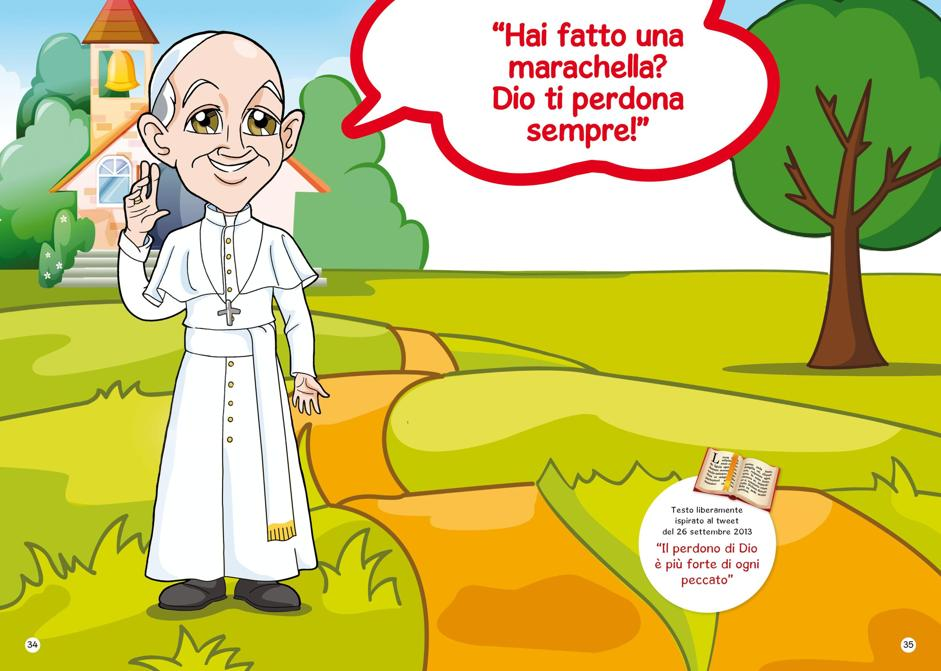 “Hai fatto una
marachella?
Dio ti perdona
sempre!”
Testo liberamente
ispirato al tweet
del 26 settembre 2013
“Il perdono di Dio
è più forte di ogni
peccato”
34
35